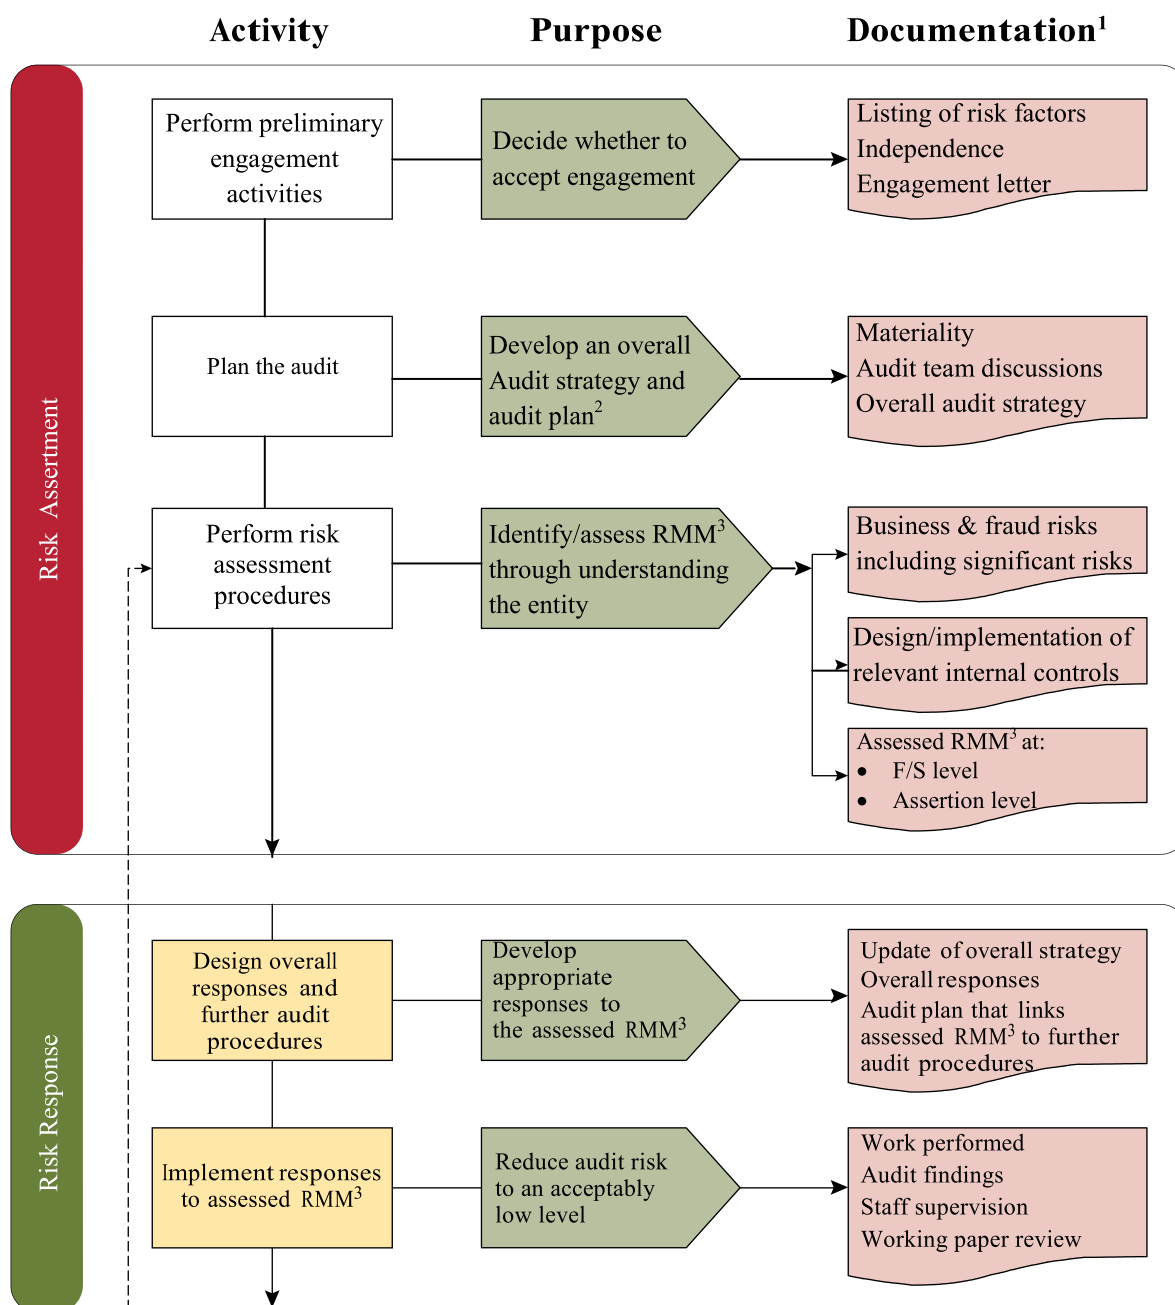 Activity
Purpose
Documentation¹
Risk Assertment
Perform preliminary
engagement
activities
Decide whether to
accept engagement
Listing of risk factors
Independence
Engagement letter
Plan the audit
Develop an overall
Audit strategy and
audit plan²
Materiality
Audit team discussions
Overall audit strategy
Perform risk
assessment
procedures
Identify/assess RMM³
through understanding
the entity
Business & fraud risks
including significant risks
Design/implementation of
relevant internal controls
Assessed RMM³ at:
• F/S level
• Assertion level
Risk Response
Design overall
responses and
further audit
procedures
Develop
appropriate
responses to
the assessed RMM³
Update of overall strategy
Overall responses
Audit plan that links
assessed RMM³ to further
audit procedures
Implement responses
to assessed RMM³
Reduce audit risk
to an acceptably
low level
Work performed
Audit findings
Staff supervision
Working paper review